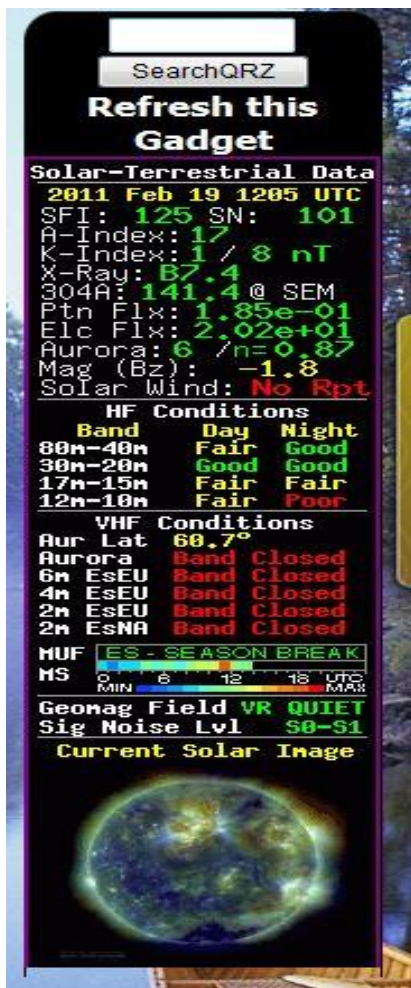 SearchQRZ
Refresh this
Gadget
Solar-Terrestrial Data
2011 Feb 19 1205 UTC
SFI: 125 SN: 101
A-Index: 17
K-Index: 1 / 8 nT
X-Ray: B7.4
304A: 141.4 @ SEM
Ptn Flx: 1.85e-01
Elc Flx: 2.02e+01
Aurora: 6 /n=0.87
Mag (Bz): -1.8
Solar Wind: No Rpt
HF Conditions
Band Day Night
80m-40m Fair Good
30m-20m Good Good
17m-15m Fair Fair
12m-10m Fair Poor
VHF Conditions
Aur Lat 60.7°
Aurora Band Closed
6m EsEU Band Closed
4m EsEU Band Closed
2m EsEU Band Closed
2m EsNA Band Closed
MUF ES - SEASON BREAK
MS 0 6 12 18 UTC
MIN MAX
Geomag Field VR QUIET
Sig Noise Lvl S0-S1
Current Solar Image